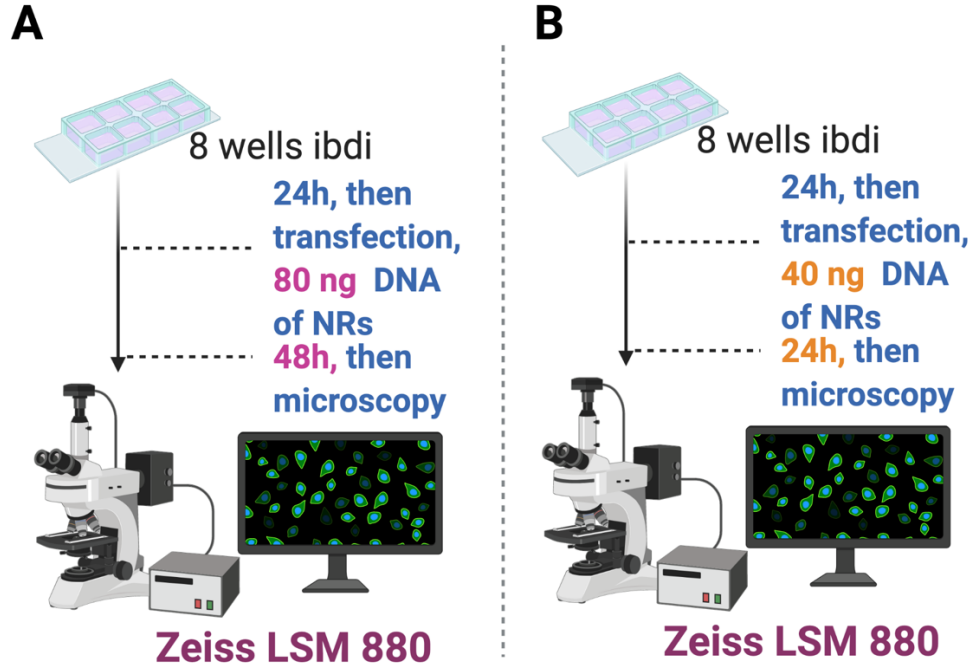 A
8 wells ibdi
24h, then
transfection,
80 ng DNA
of NRs
48h, then
microscopy
Zeiss LSM 880
B
8 wells ibdi
24h, then
transfection,
40 ng DNA
of NRs
24h, then
microscopy
Zeiss LSM 880